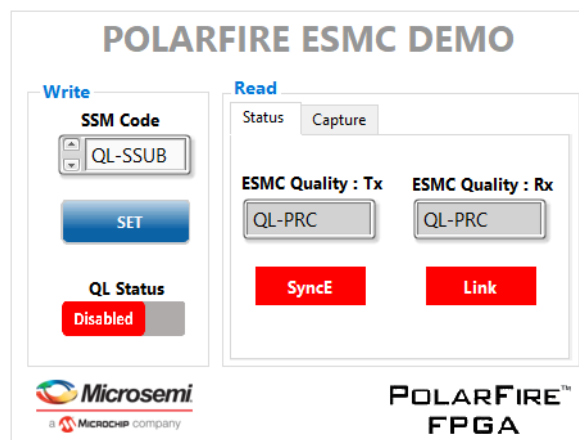 POLARFIRE ESMC DEMO
Write
SSM Code
QL-SSUB
SET
QL Status
Disabled
Read
Status
Capture
ESMC Quality : Tx
ESMC Quality : Rx
QL-PRC
QL-PRC
SyncE
Link
Microsemi
a MICROCHIP company
POLARFIRE™
FPGA